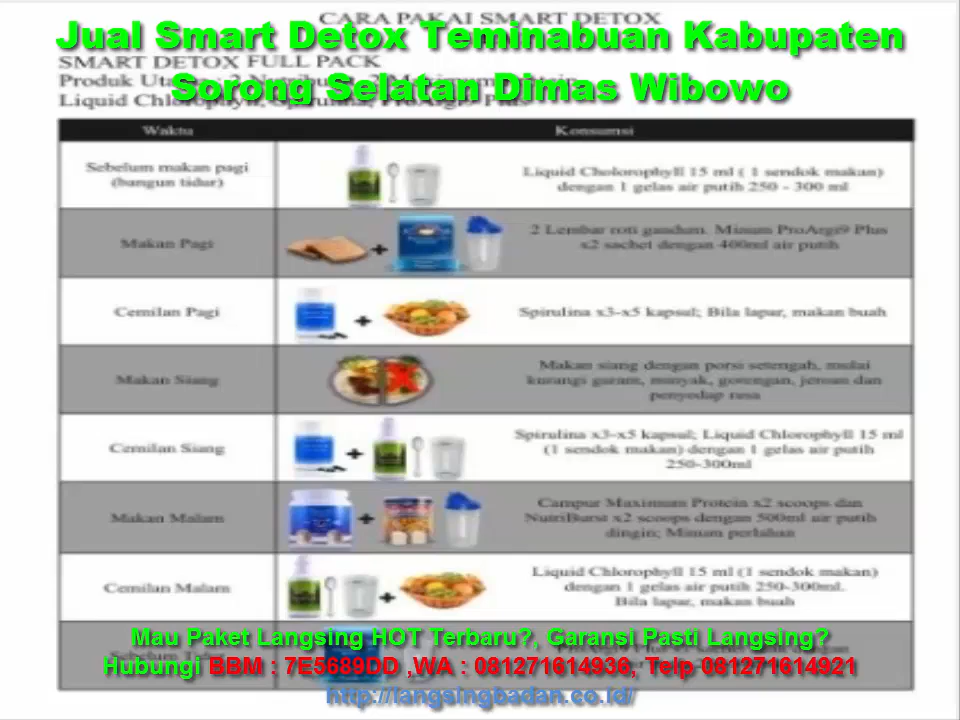 CARA PAKAI SMART DETOX
Jual Smart Detox Teminabuan Kabupaten
SMART DETOX FULL PACK
Sorong Selatan Dimas Wibowo
Produk Utama :
Liquid Chlorophyll, Spirulina, ProArgi9 Plus
Waktu Konsumsi
Sebelum makan pagi
(bangun tidur)
Liquid Cholorophyll 15 ml ( 1 sendok makan)
dengan 1 gelas air putih 250 - 300 ml
Makan Pagi
2 Lembar roti gandum. Minum ProArgi9 Plus
x2 sachet dengan 400ml air putih
Cemilan Pagi
Spirulina x3-x5 kapsul; Bila lapar, makan buah
Makan Siang
Makan siang dengan porsi setengah, mulai
kurangi garam, minyak, gorengan, jeroan dan
penyedap rasa
Cemilan Siang
Spirulina x3-x5 kapsul; Liquid Chlorophyll 15 ml
(1 sendok makan) dengan 1 gelas air putih
250-300ml
Makan Malam
Campur Maximum Protein x2 scoops dan
NutriBurst x2 scoops dengan 500ml air putih
dingin; Minum perlahan
Cemilan Malam
Liquid Chlorophyll 15 ml (1 sendok makan)
dengan 1 gelas air putih 250-300ml.
Bila lapar, makan buah
Sebelum Tidur
Mau Paket Langsing HOT Terbaru?, Garansi Pasti Langsing?
Hubungi BBM : 7E5689DD ,WA : 081271614936, Telp 081271614921
http://langsingbadan.co.id/